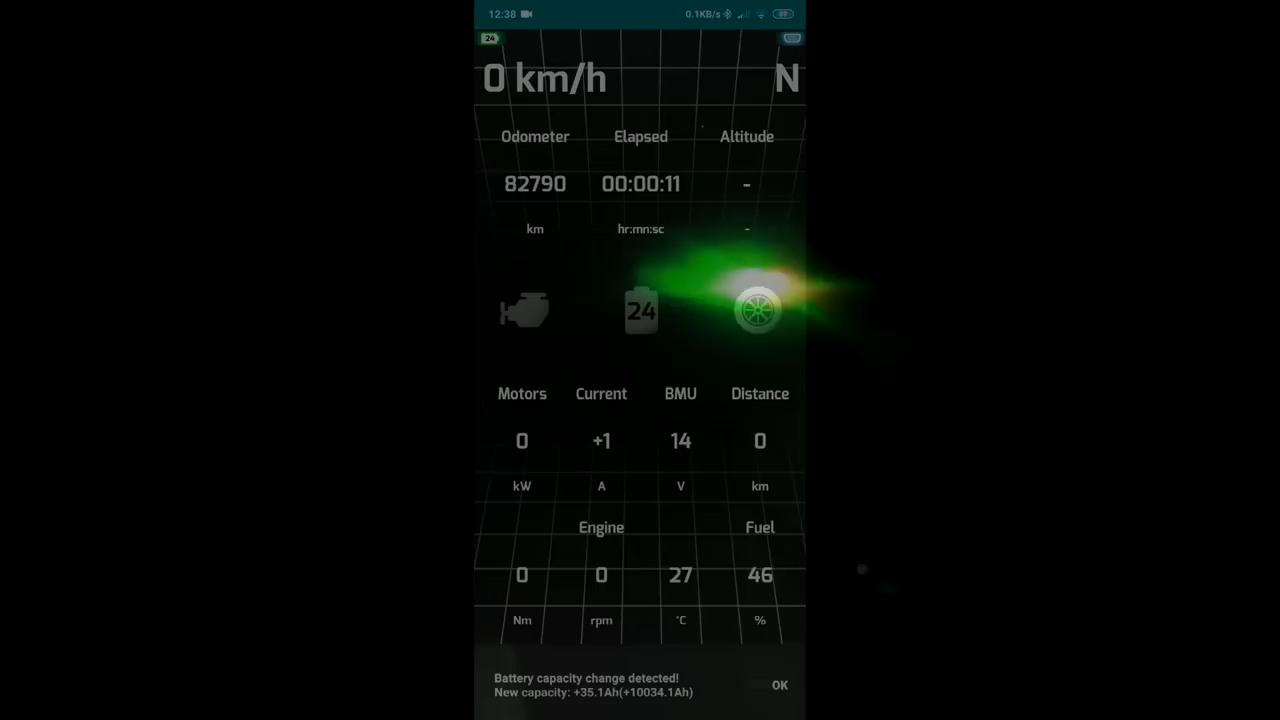 12:38 0.1KB/s 89
24
0 km/h N
Odometer Elapsed Altitude
82790 00:00:11 -
km hr:mn:sc -
24
Motors Current BMU Distance
0 +1 14 0
kW A V km
Engine Fuel
0 0 27 46
Nm rpm °C %
Battery capacity change detected!
New capacity: +35.1Ah(+10034.1Ah)
OK